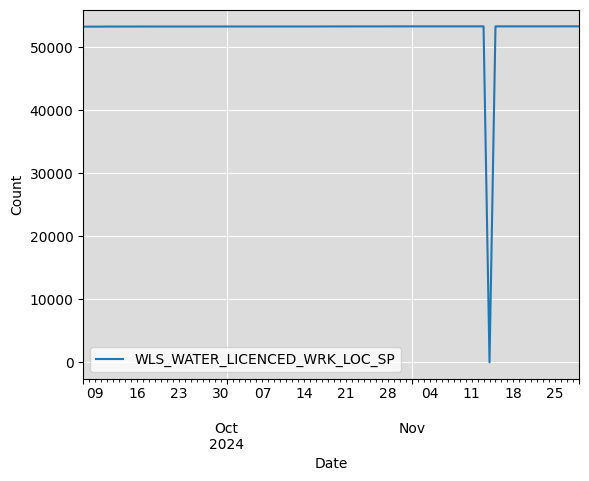 Count
50000
40000
30000
20000
10000
0
WLS_WATER_LICENCED_WRK_LOC_SP
09 16 23 30 07 14 21 28 04 11 18 25
Oct Nov
2024
Date